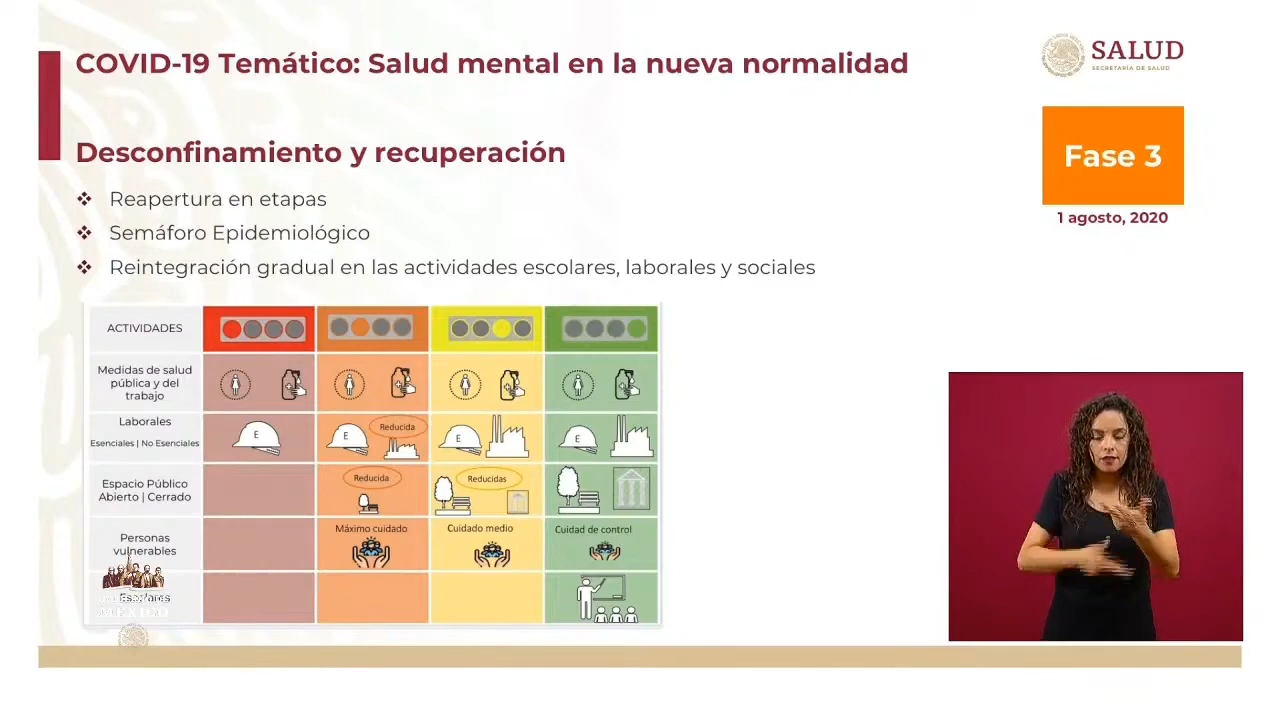 COVID-19 Temático: Salud mental en la nueva normalidad
SALUD
SECRETARÍA DE SALUD
Desconfinamiento y recuperación
Fase 3
1 agosto, 2020
❖ Reapertura en etapas
❖ Semáforo Epidemiológico
❖ Reintegración gradual en las actividades escolares, laborales y sociales
ACTIVIDADES
Medidas de salud
pública y del
trabajo
Laborales
Esenciales | No Esenciales
E
E
Reducida
E
E
Espacio Público
Abierto | Cerrado
Reducida
Reducidas
Personas
vulnerables
Máximo cuidado
Cuidado medio
Cuidad de control
Escolares
MÉXICO